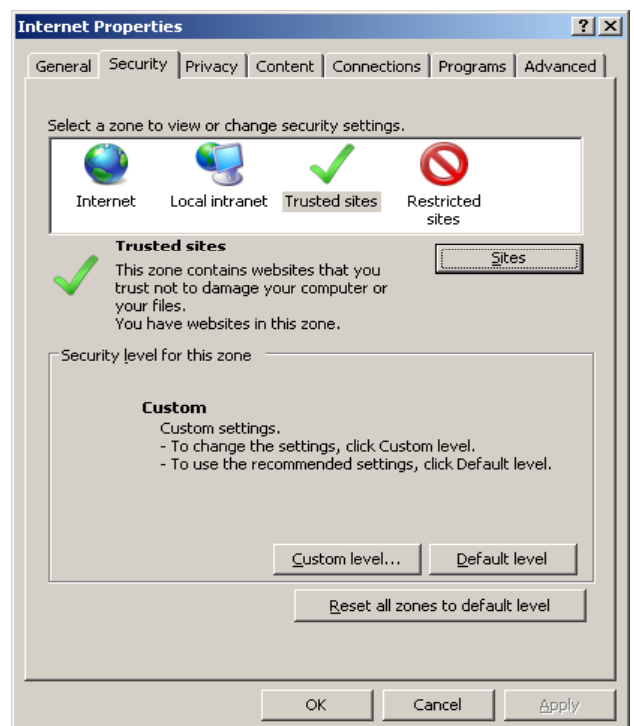 Internet Properties
General Security Privacy Content Connections Programs Advanced
Select a zone to view or change security settings.
Internet Local intranet Trusted sites Restricted
sites
Trusted sites
Sites
This zone contains websites that you
trust not to damage your computer or
your files.
You have websites in this zone.
Security level for this zone
Custom
Custom settings.
- To change the settings, click Custom level.
- To use the recommended settings, click Default level.
Custom level... Default level
Reset all zones to default level
OK Cancel Apply